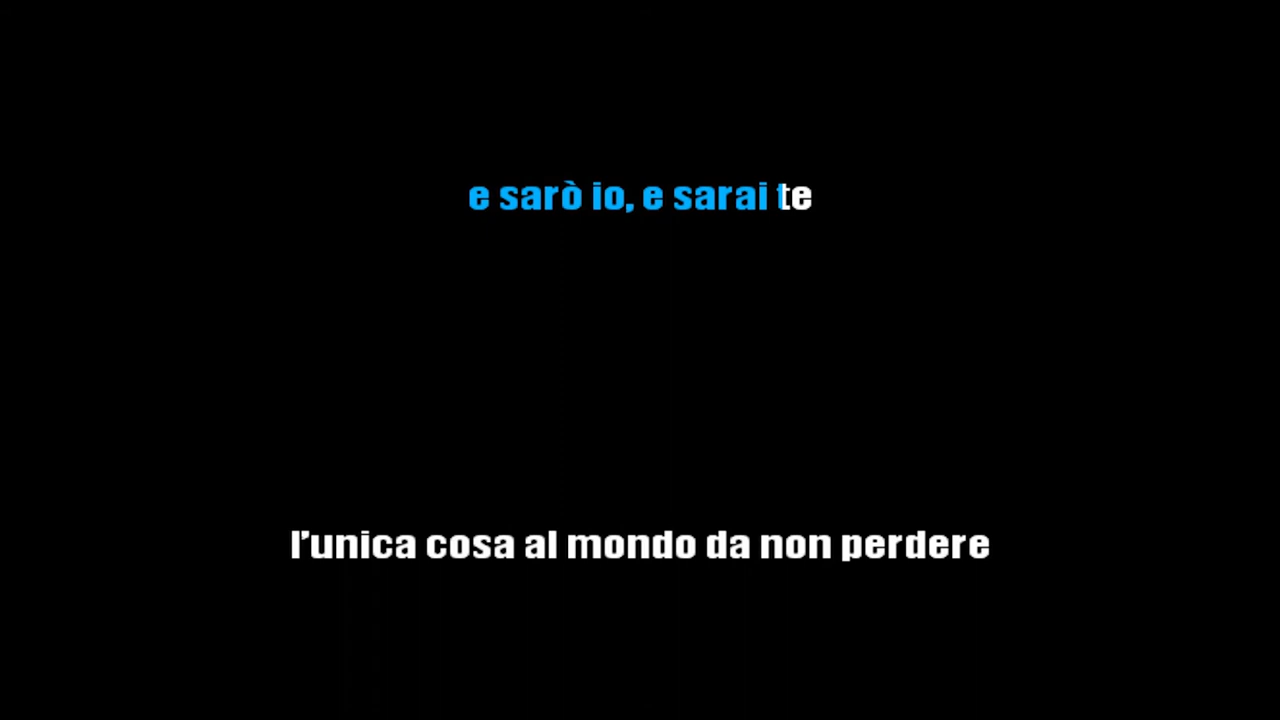 e sarò io, e sarai te
l'unica cosa al mondo da non perdere